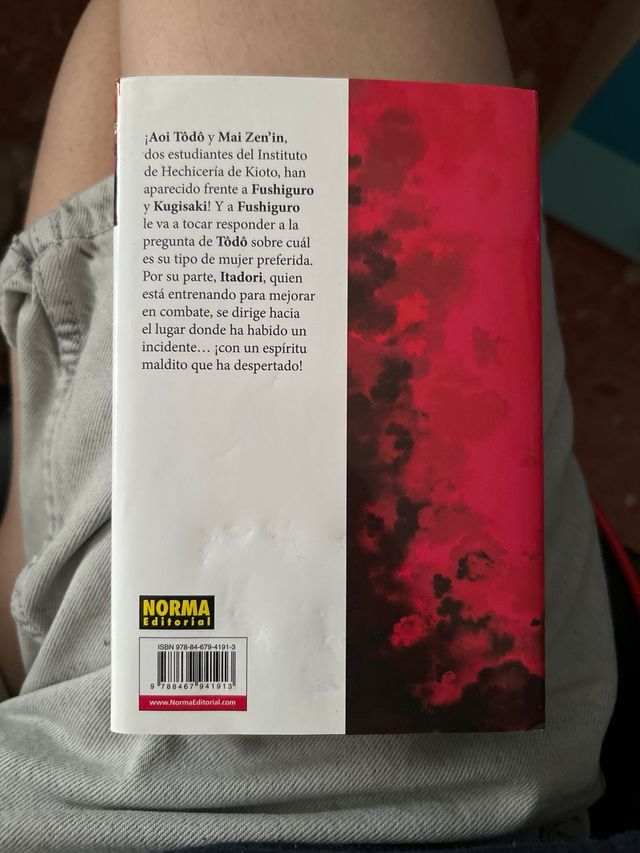 ¡Aoi Tôdô y Mai Zen'in,
dos estudiantes del Instituto
de Hechicería de Kioto, han
aparecido frente a Fushiguro
y Kugisaki! Y a Fushiguro
le va a tocar responder a la
pregunta de Tôdô sobre cuál
es su tipo de mujer preferida.
Por su parte, Itadori, quien
está entrenando para mejorar
en combate, se dirige hacia
el lugar donde ha habido un
incidente… ¡con un espíritu
maldito que ha despertado!
NORMA
Editorial
ISBN 978-84-679-4191-3
9 788467 941913
www.NormaEditorial.com